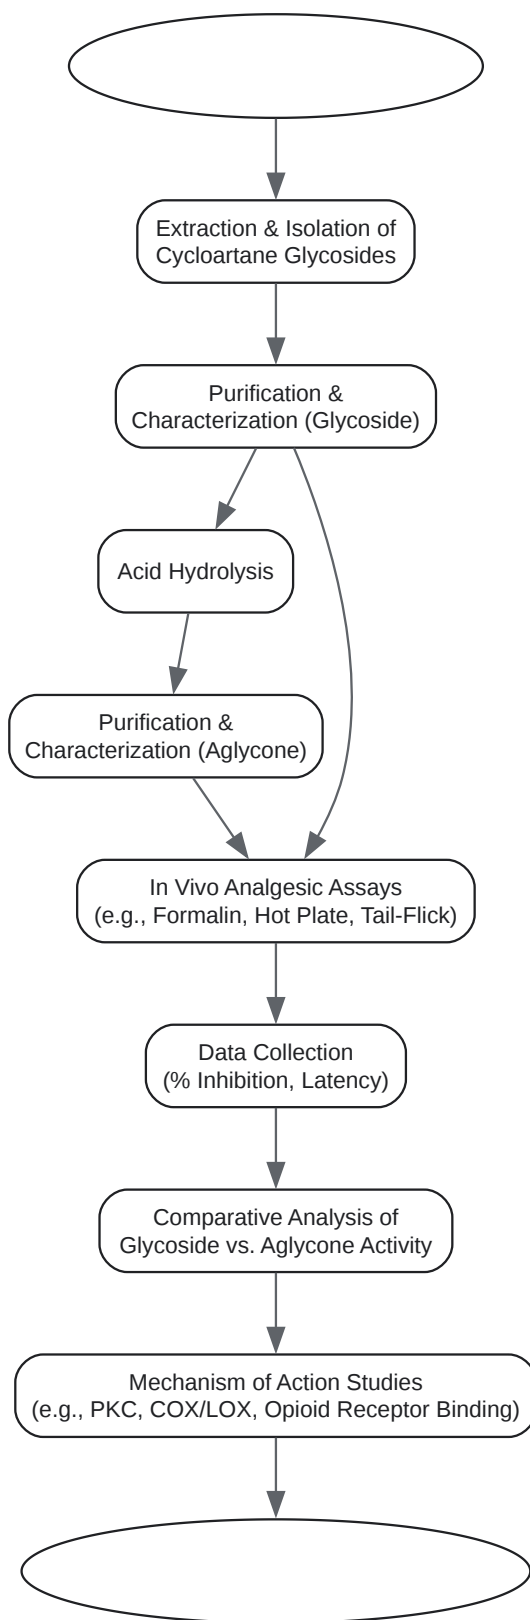 Extraction & Isolation of
Cycloartane Glycosides
Purification &
Characterization (Glycoside)
Acid Hydrolysis
Purification &
Characterization (Aglycone)
In Vivo Analgesic Assays
(e.g., Formalin, Hot Plate, Tail-Flick)
Data Collection
(% Inhibition, Latency)
Comparative Analysis of
Glycoside vs. Aglycone Activity
Mechanism of Action Studies
(e.g., PKC, COX/LOX, Opioid Receptor Binding)